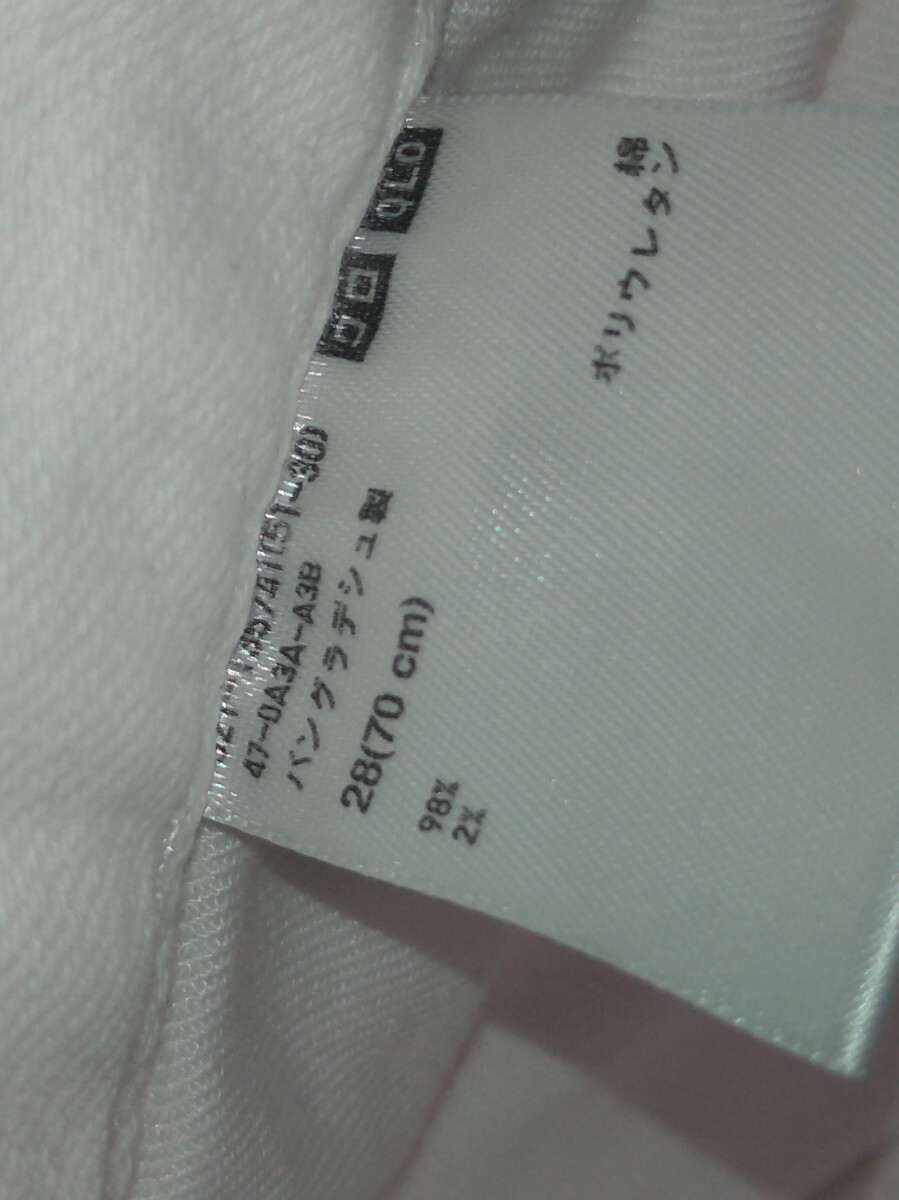 47-0A3A-A3B
バングラデシュ製
28(70 cm)
綿 98%
ポリウレタン 2%